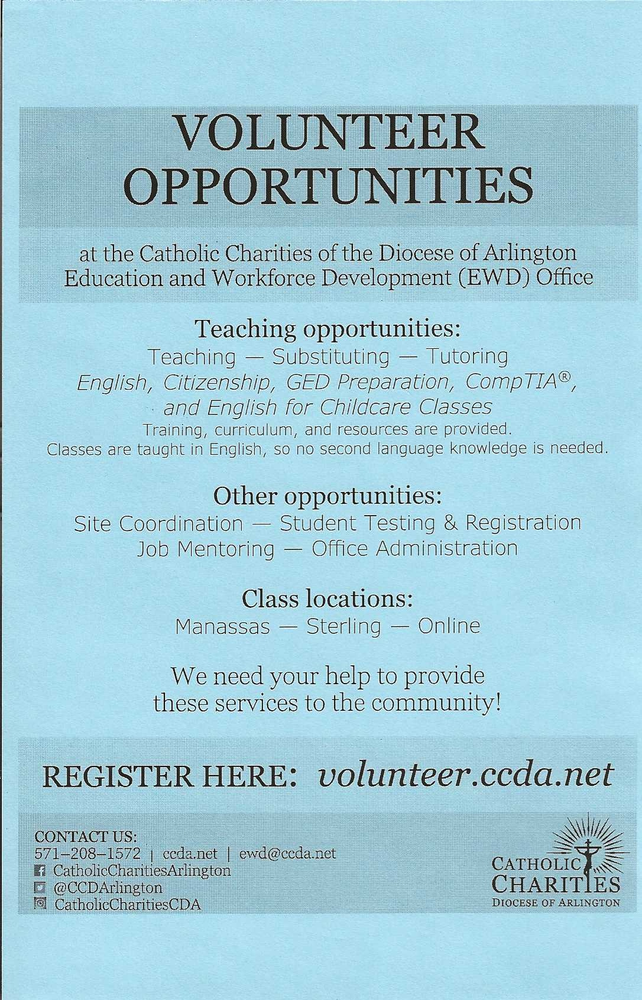 VOLUNTEER
OPPORTUNITIES
at the Catholic Charities of the Diocese of Arlington
Education and Workforce Development (EWD) Office
Teaching opportunities:
Teaching — Substituting — Tutoring
English, Citizenship, GED Preparation, CompTIA®,
and English for Childcare Classes
Training, curriculum, and resources are provided.
Classes are taught in English, so no second language knowledge is needed.
Other opportunities:
Site Coordination — Student Testing & Registration
Job Mentoring — Office Administration
Class locations:
Manassas — Sterling — Online
We need your help to provide
these services to the community!
REGISTER HERE: volunteer.ccda.net
CONTACT US:
571-208-1572 | ccda.net | ewd@ccda.net
CatholicCharitiesArlington
@CCDArlington
CatholicCharitiesCDA
CATHOLIC
CHARITIES
DIOCESE OF ARLINGTON